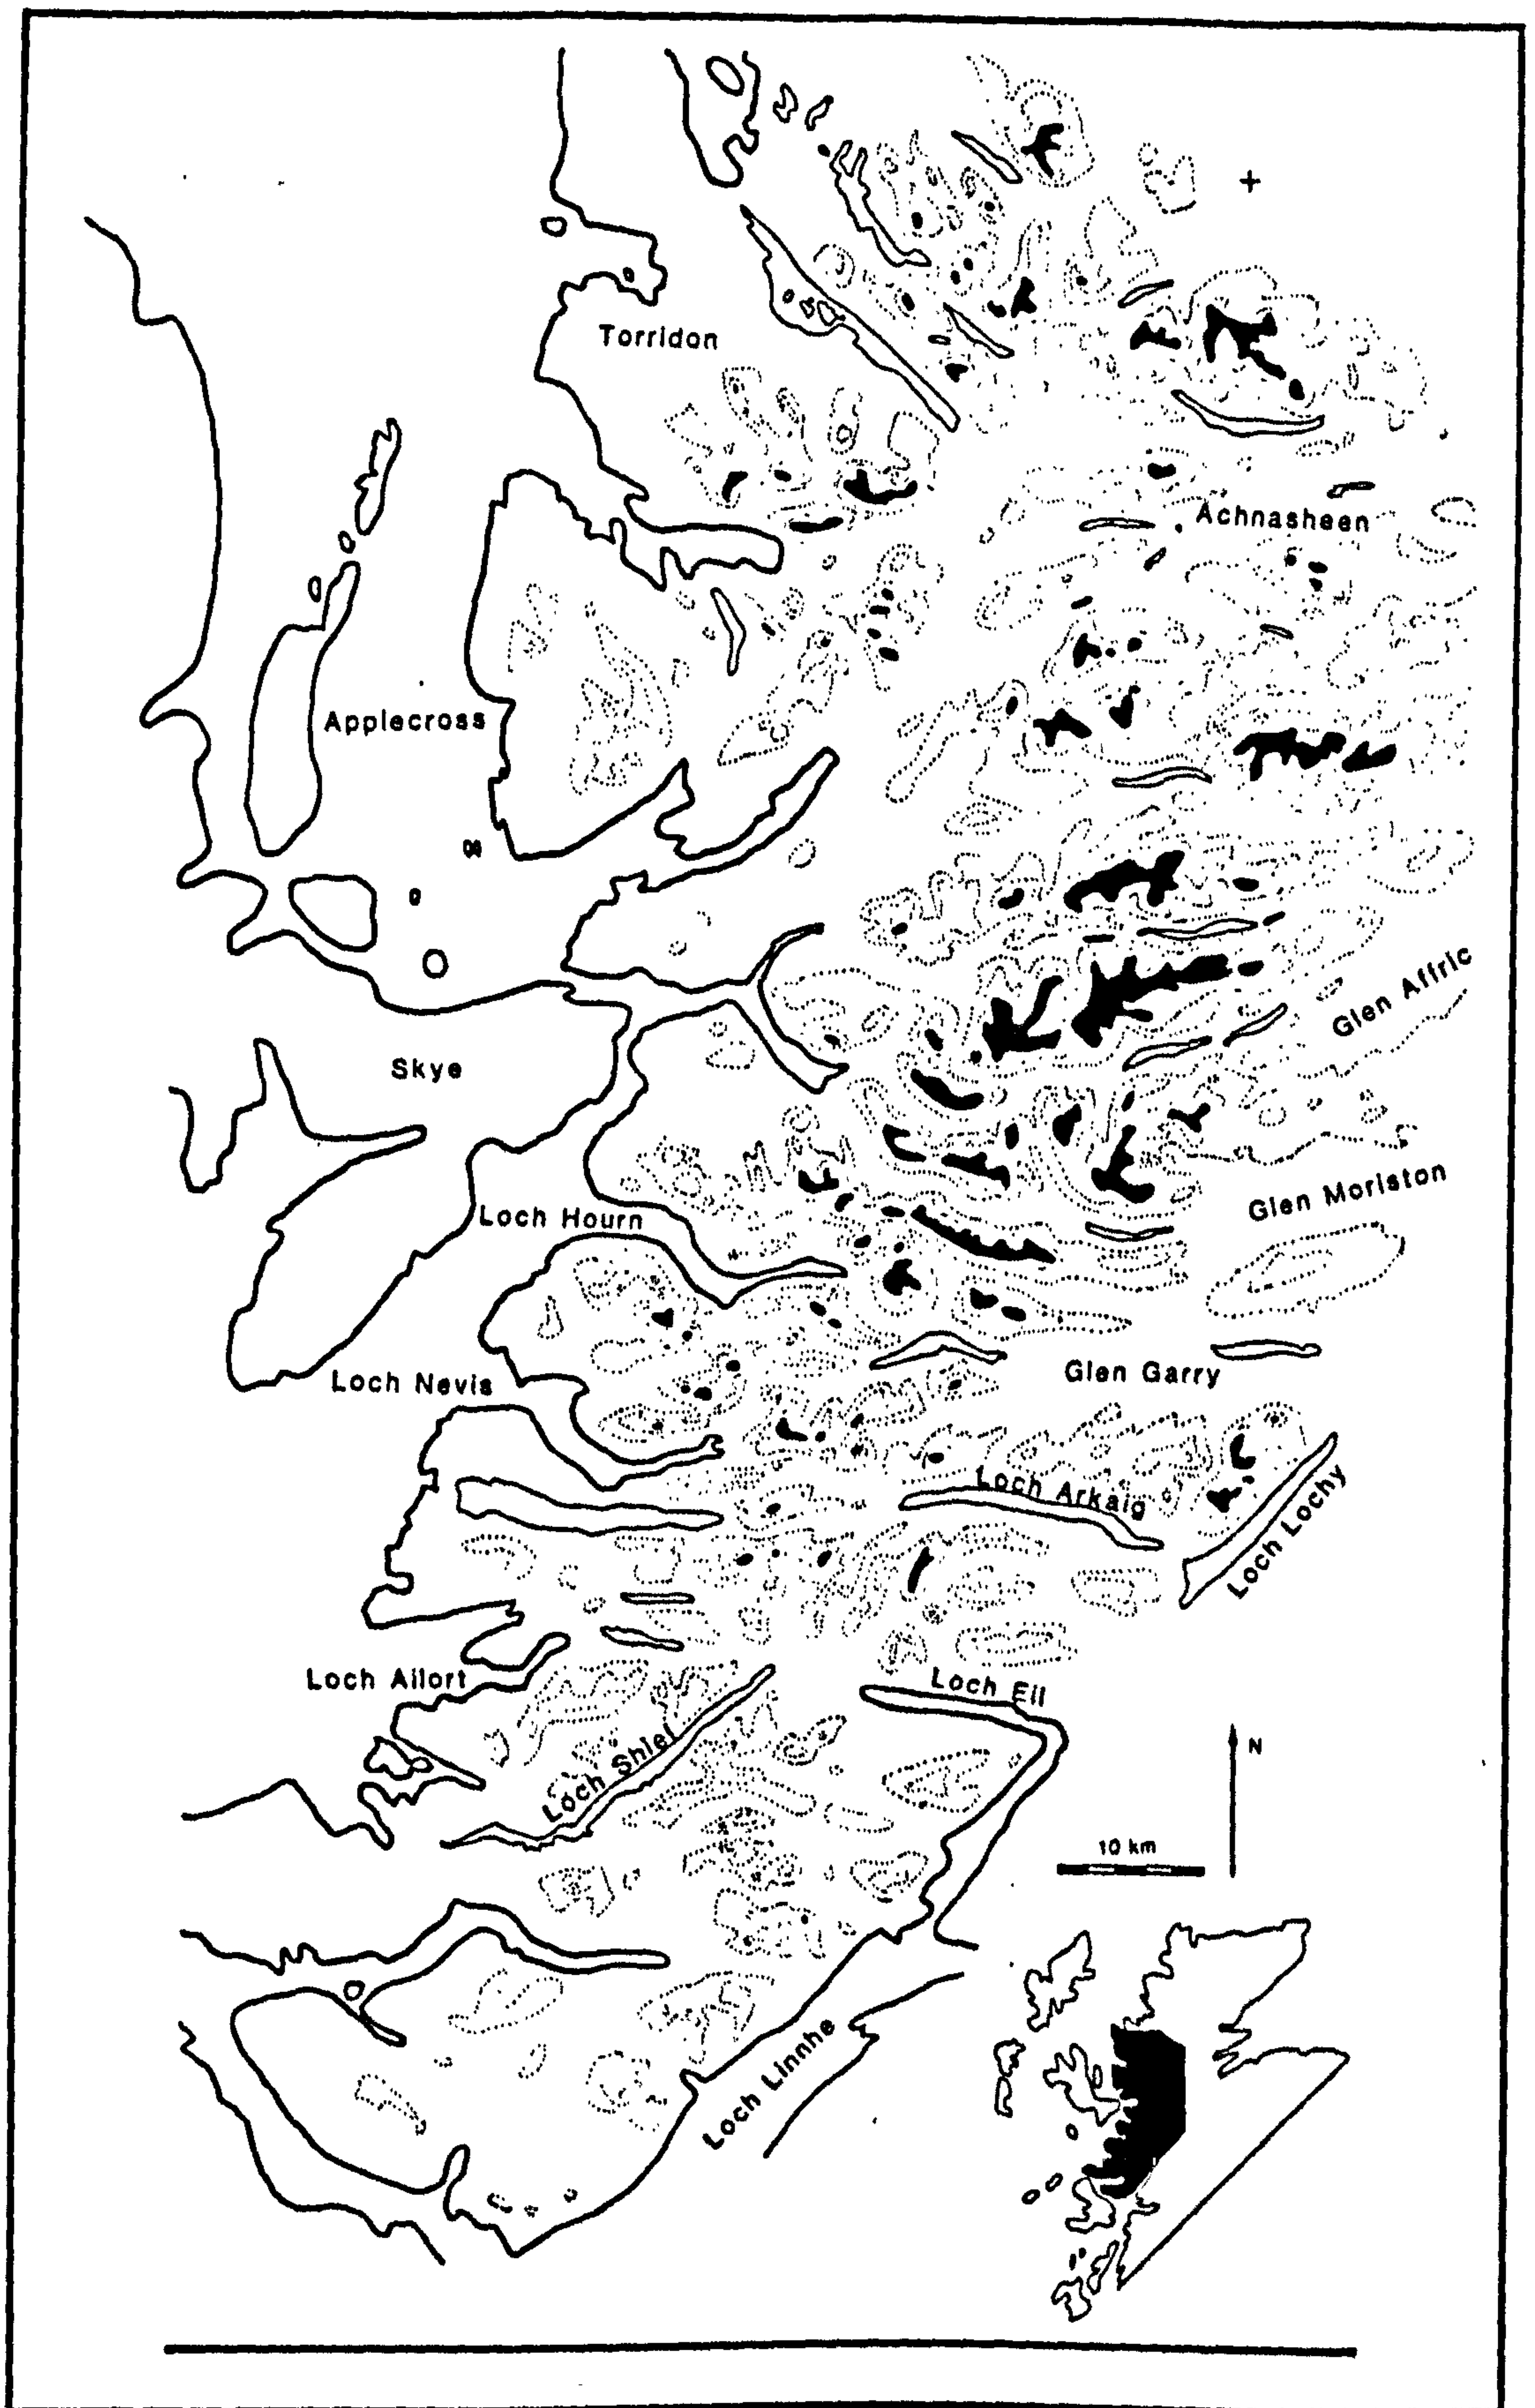 Torridon
Achnasheen
Applecross
Glen Affric
Skye
Glen Moriston
Loch Hourn
Glen Garry
Loch Nevis
Loch Arkaig
Loch Lochy
Loch Ailort
Loch Eil
Loch Shiel
N
10 km
Loch Linnhe